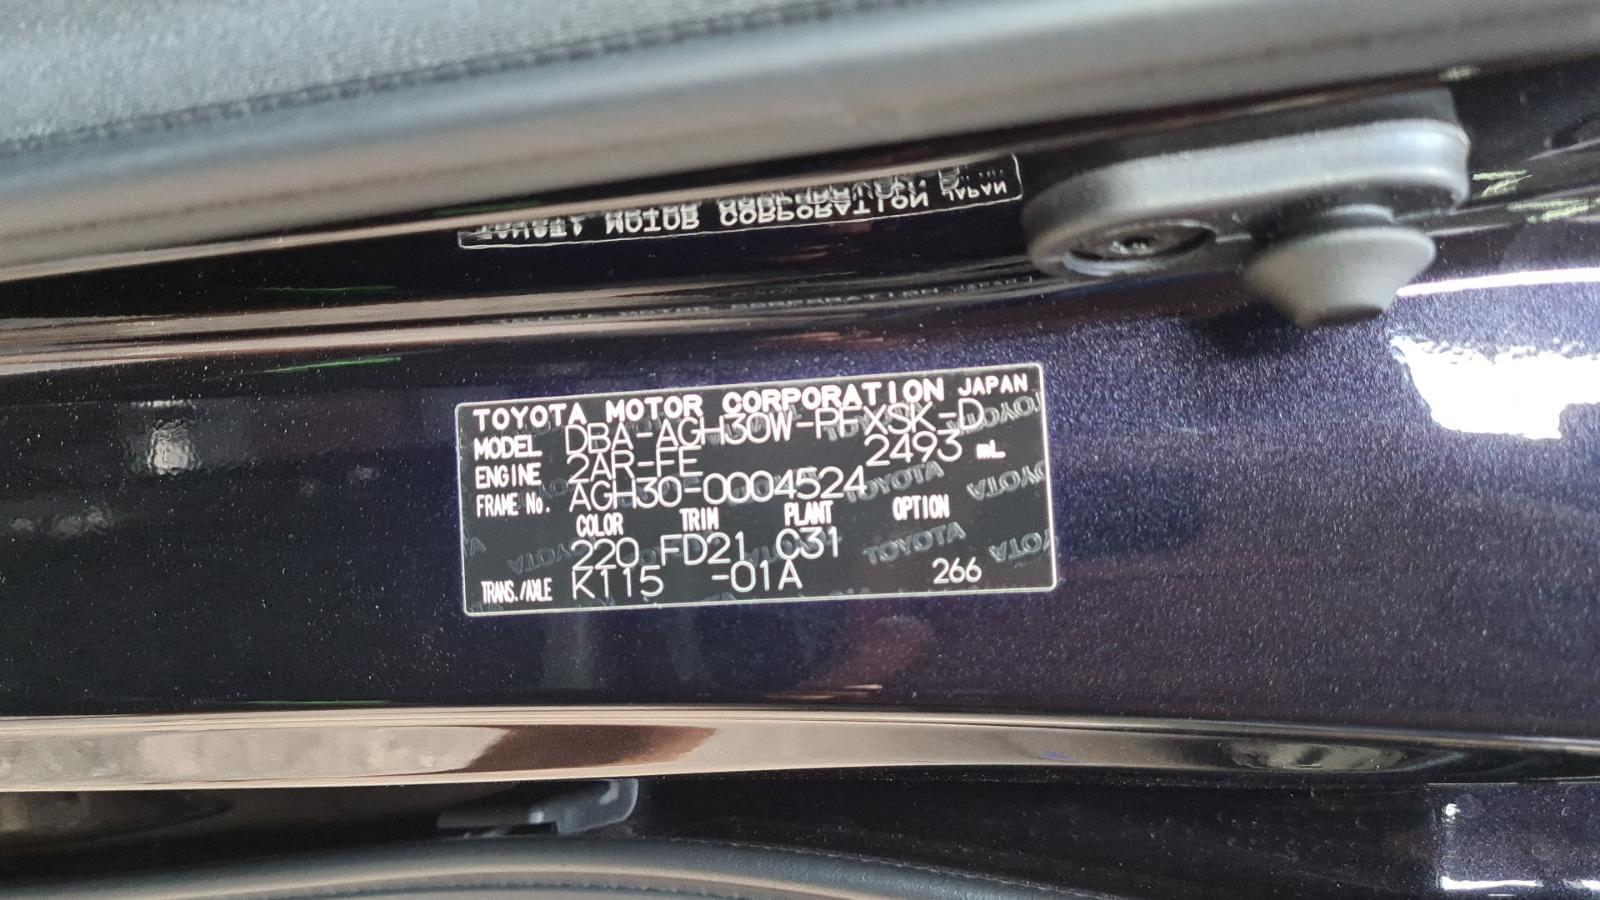 TOYOTA MOTOR CORPORATION JAPAN
MODEL DBA-AGH30W-PFXSK-D
ENGINE 2AR-FE 2493 mL
FRAME No. AGH30-0004524
COLOR TRIM PLANT OPTION
220 FD21 C31
TRANS./AXLE K115 -01A 266